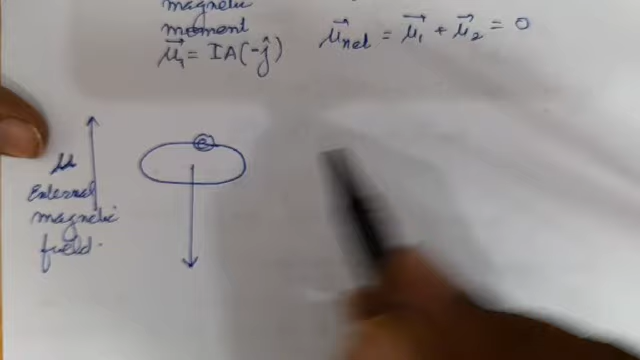 magnetic
moment
μ⃗₁ = IA(-ĵ)
μ⃗net = μ⃗₁ + μ⃗₂ = 0
e
μ
External
magnetic
field.